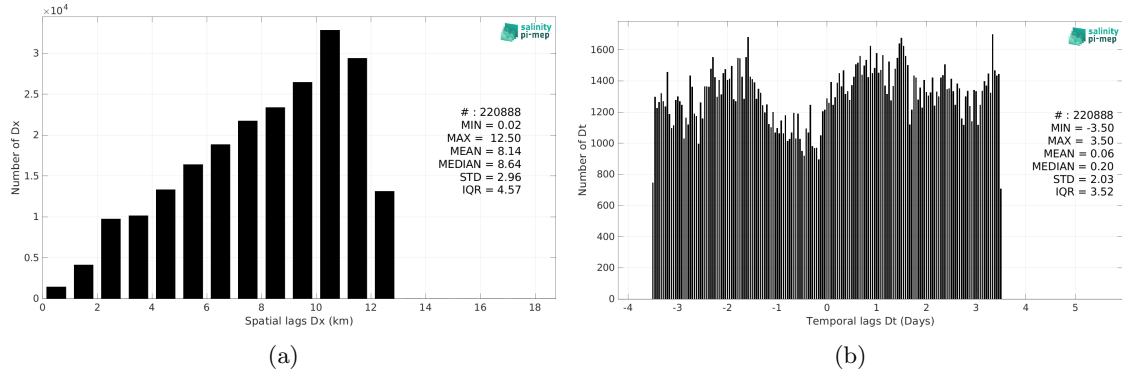 ×10⁴
3
2.5
2
1.5
1
0.5
0
Number of Dx
0 2 4 6 8 10 12 14 16 18
Spatial lags Dx (km)
salinity
pi-mep
# : 220888
MIN = 0.02
MAX = 12.50
MEAN = 8.14
MEDIAN = 8.64
STD = 2.96
IQR = 4.57
(a)
1600
1400
1200
1000
800
600
400
200
0
Number of Dt
-4 -3 -2 -1 0 1 2 3 4 5
Temporal lags Dt (Days)
salinity
pi-mep
# : 220888
MIN = -3.50
MAX = 3.50
MEAN = 0.06
MEDIAN = 0.20
STD = 2.03
IQR = 3.52
(b)